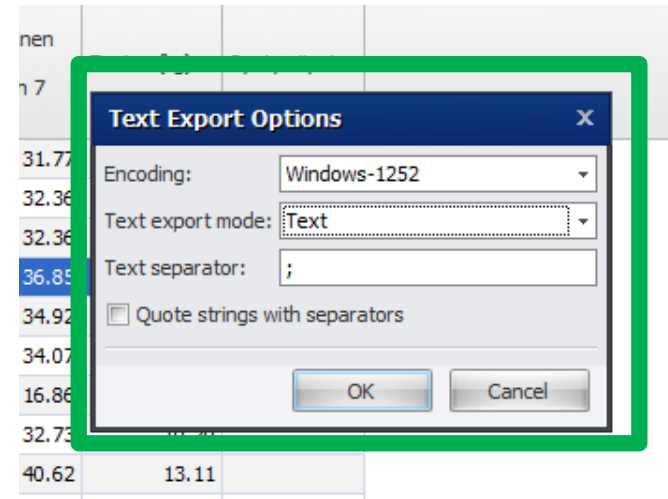 nen
n 7
Text Export Options x
31.77
Encoding: Windows-1252
32.36
Text export mode: Text
32.36
Text separator: ;
36.85
34.92 Quote strings with separators
34.07
16.86 OK Cancel
32.73
40.62 13.11